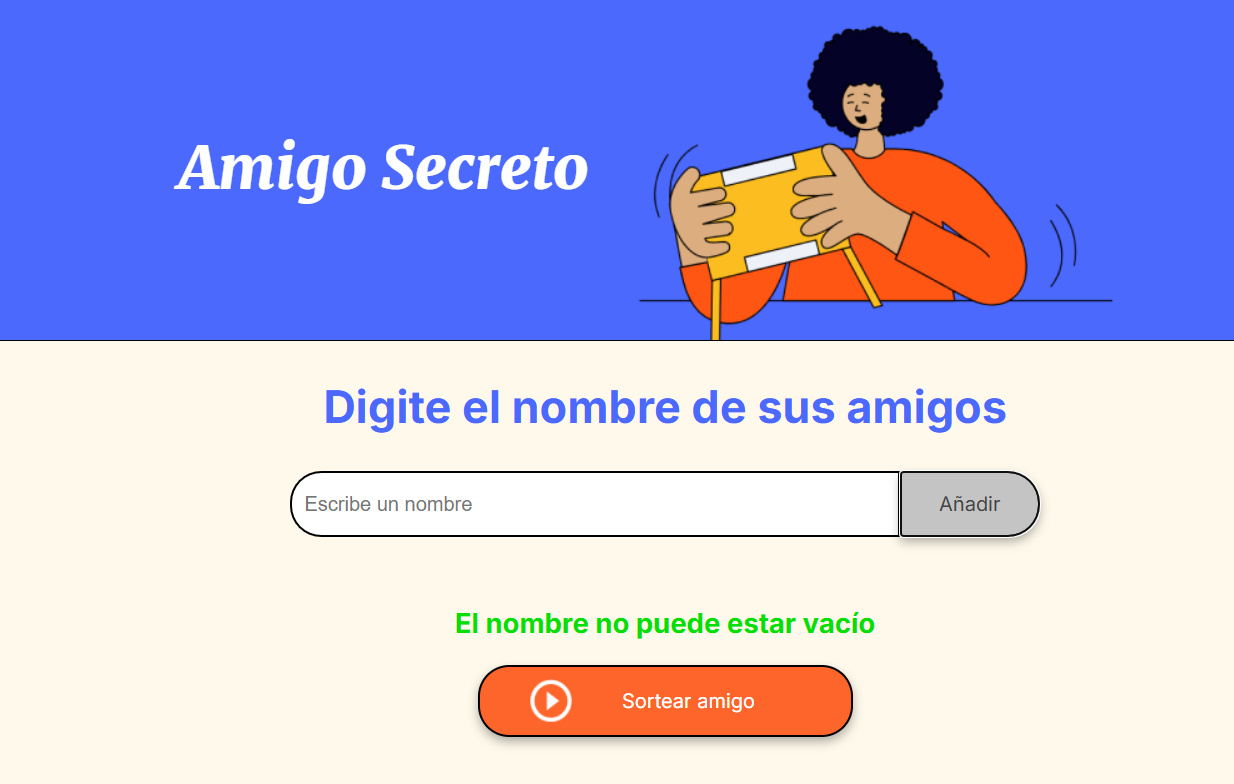 Amigo Secreto
Digite el nombre de sus amigos
Escribe un nombre
Añadir
El nombre no puede estar vacío
Sortear amigo